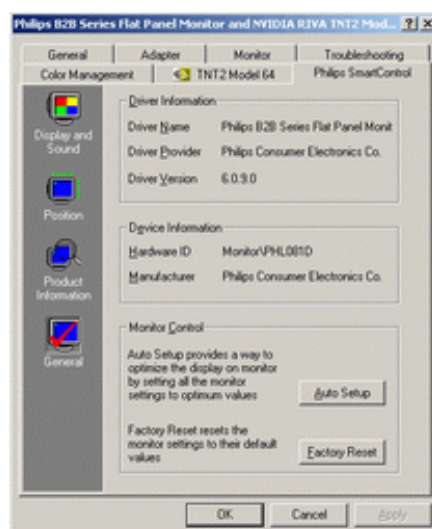 Philips B2B Series Flat Panel Monitor and NVIDIA RIVA TNT2 Mod...
General Adapter Monitor Troubleshooting
Color Management TNT2 Model 64 Philips SmartControl
Display and
Sound
Position
Product
Information
General
Driver Information
Driver Name Philips B2B Series Flat Panel Monit
Driver Provider Philips Consumer Electronics Co.
Driver Version 6.0.9.0
Device Information
Hardware ID Monitor\PHL081D
Manufacturer Philips Consumer Electronics Co.
Monitor Control
Auto Setup provides a way to
optimize the display on monitor
by setting all the monitor
settings to optimum values
Auto Setup
Factory Reset resets the
monitor settings to their default
values
Factory Reset
OK Cancel Apply